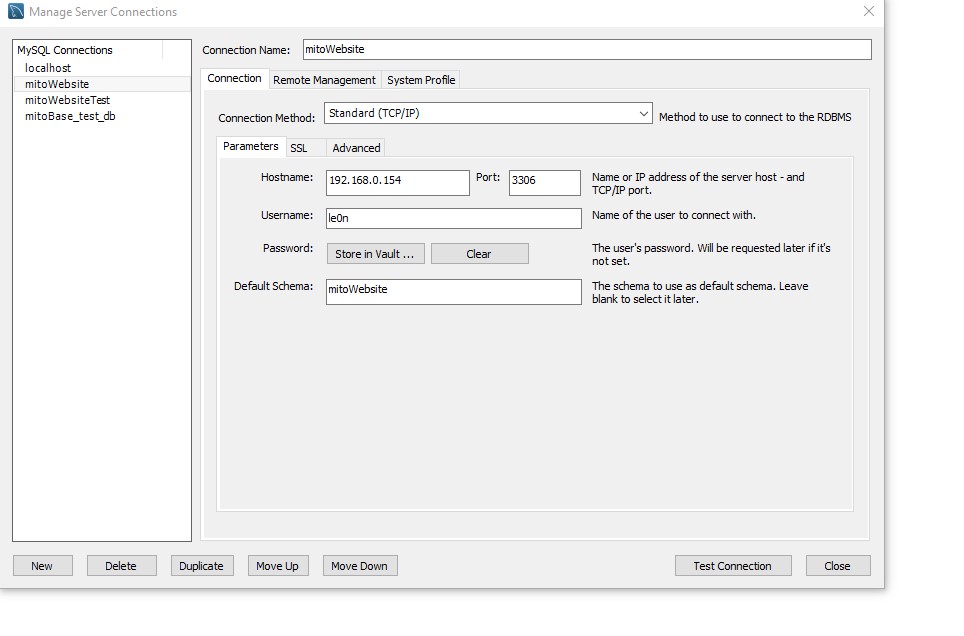 Manage Server Connections
MySQL Connections
localhost
mitoWebsite
mitoWebsiteTest
mitoBase_test_db
Connection Name: mitoWebsite
Connection Remote Management System Profile
Connection Method: Standard (TCP/IP) Method to use to connect to the RDBMS
Parameters SSL Advanced
Hostname: 192.168.0.154 Port: 3306 Name or IP address of the server host - and
TCP/IP port.
Username: le0n Name of the user to connect with.
Password: Store in Vault ... Clear The user's password. Will be requested later if it's
not set.
Default Schema: mitoWebsite The schema to use as default schema. Leave
blank to select it later.
New Delete Duplicate Move Up Move Down Test Connection Close